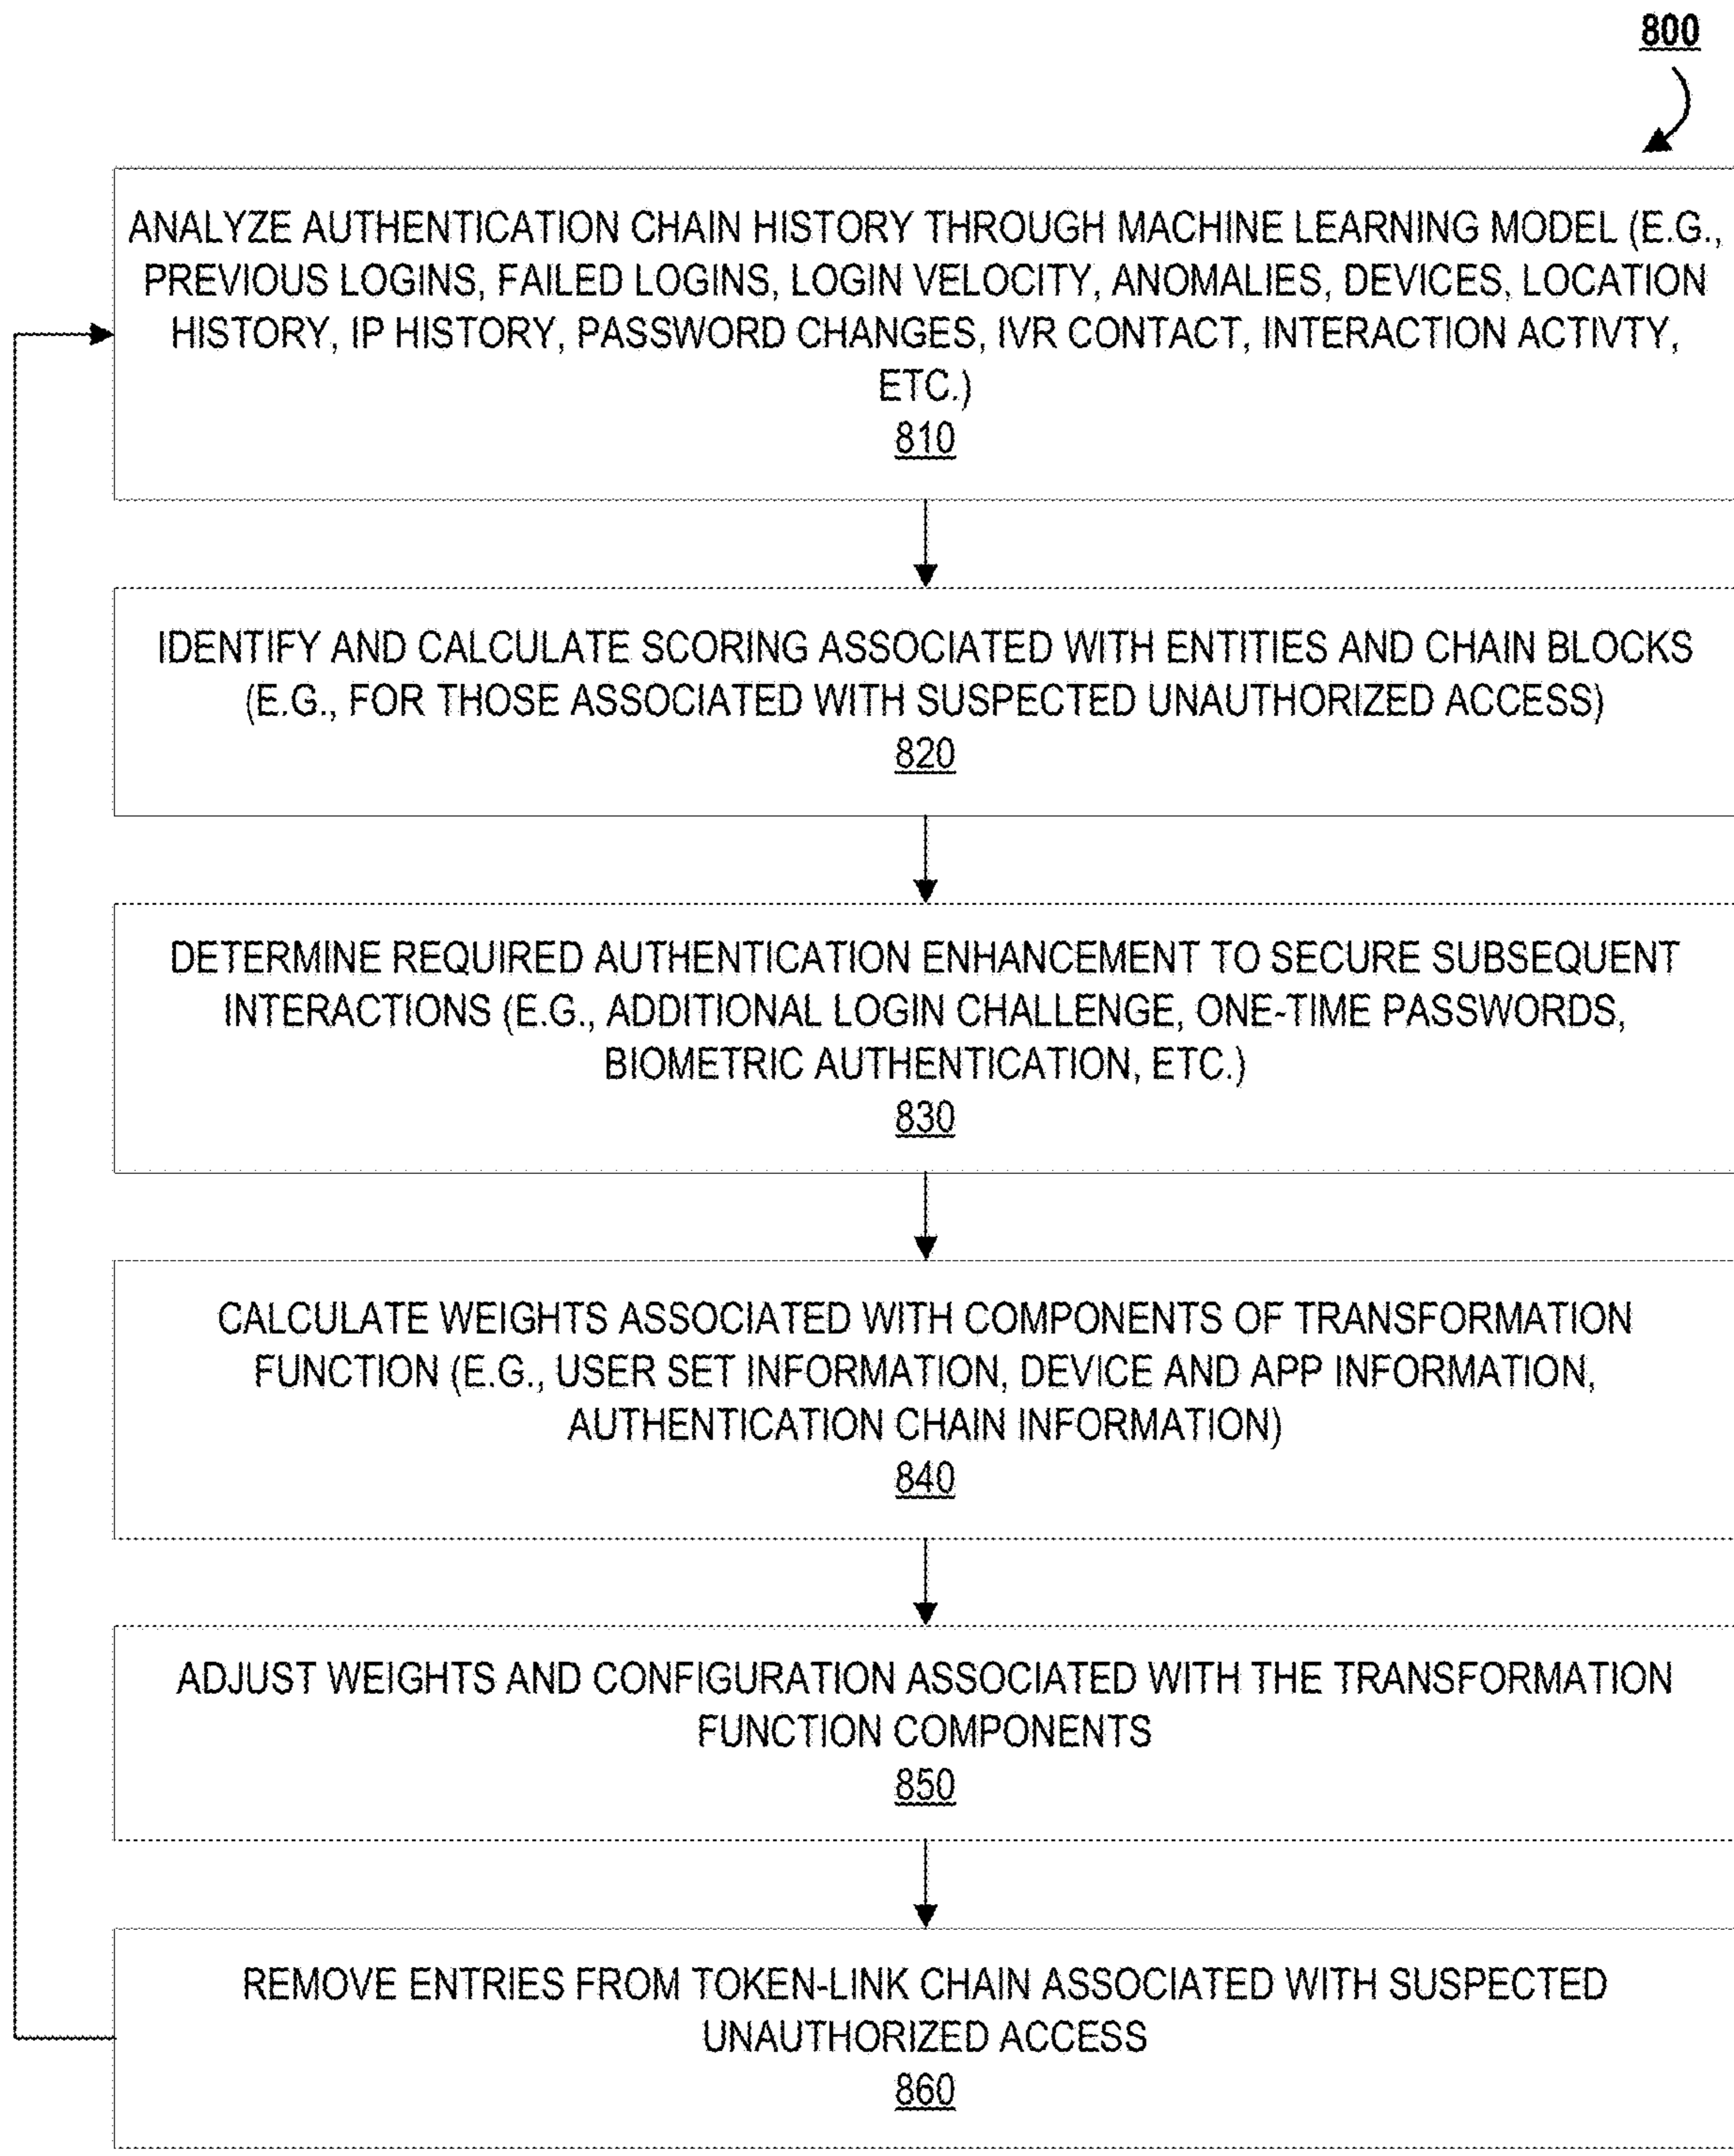 800
ANALYZE AUTHENTICATION CHAIN HISTORY THROUGH MACHINE LEARNING MODEL (E.G.,
PREVIOUS LOGINS, FAILED LOGINS, LOGIN VELOCITY, ANOMALIES, DEVICES, LOCATION
HISTORY, IP HISTORY, PASSWORD CHANGES, IVR CONTACT, INTERACTION ACTIVTY,
ETC.)
810
IDENTIFY AND CALCULATE SCORING ASSOCIATED WITH ENTITIES AND CHAIN BLOCKS
(E.G., FOR THOSE ASSOCIATED WITH SUSPECTED UNAUTHORIZED ACCESS)
820
DETERMINE REQUIRED AUTHENTICATION ENHANCEMENT TO SECURE SUBSEQUENT
INTERACTIONS (E.G., ADDITIONAL LOGIN CHALLENGE, ONE-TIME PASSWORDS,
BIOMETRIC AUTHENTICATION, ETC.)
830
CALCULATE WEIGHTS ASSOCIATED WITH COMPONENTS OF TRANSFORMATION
FUNCTION (E.G., USER SET INFORMATION, DEVICE AND APP INFORMATION,
AUTHENTICATION CHAIN INFORMATION)
840
ADJUST WEIGHTS AND CONFIGURATION ASSOCIATED WITH THE TRANSFORMATION
FUNCTION COMPONENTS
850
REMOVE ENTRIES FROM TOKEN-LINK CHAIN ASSOCIATED WITH SUSPECTED
UNAUTHORIZED ACCESS
860